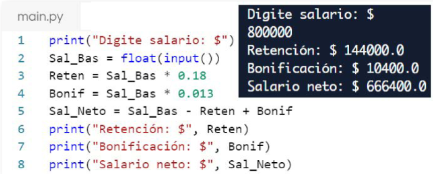 main.py
1 print("Digite salario: $")
2 Sal_Bas = float(input())
3 Reten = Sal_Bas * 0.18
4 Bonif = Sal_Bas * 0.013
5 Sal_Neto = Sal_Bas - Reten + Bonif
6 print("Retención: $", Reten)
7 print("Bonificación: $", Bonif)
8 print("Salario neto: $", Sal_Neto)
Digite salario: $
800000
Retención: $ 144000.0
Bonificación: $ 10400.0
Salario neto: $ 666400.0